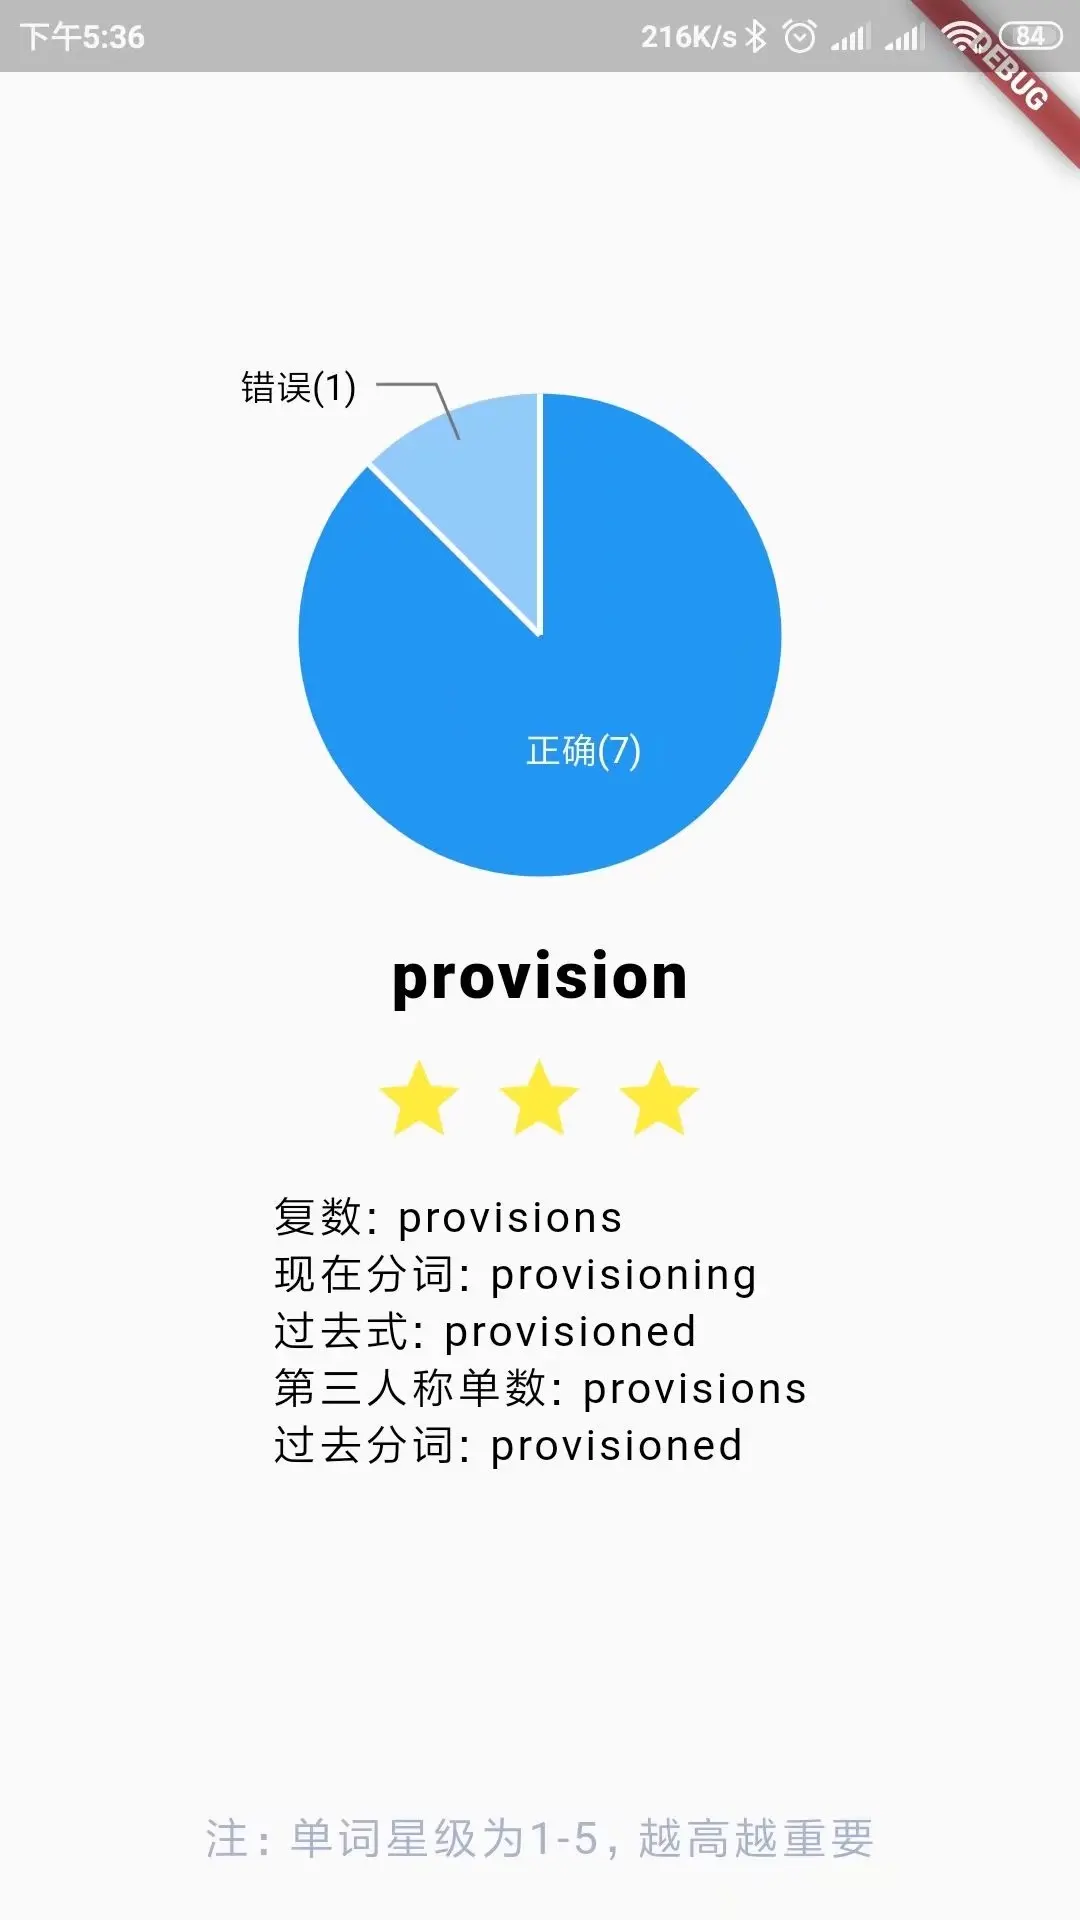 下午5:36
216K/s
84
DEBUG
错误(1)
正确(7)
provision
复数: provisions
现在分词: provisioning
过去式: provisioned
第三人称单数: provisions
过去分词: provisioned
注: 单词星级为1-5, 越高越重要